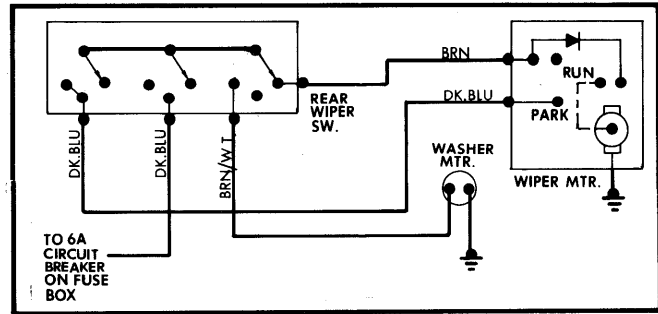 BRN
RUN
DK.BLU
PARK
REAR
WIPER
SW.
WIPER MTR.
WASHER
MTR.
DK.BLU
DK.BLU
BRN/W T
TO 6A
CIRCUIT
BREAKER
ON FUSE
BOX